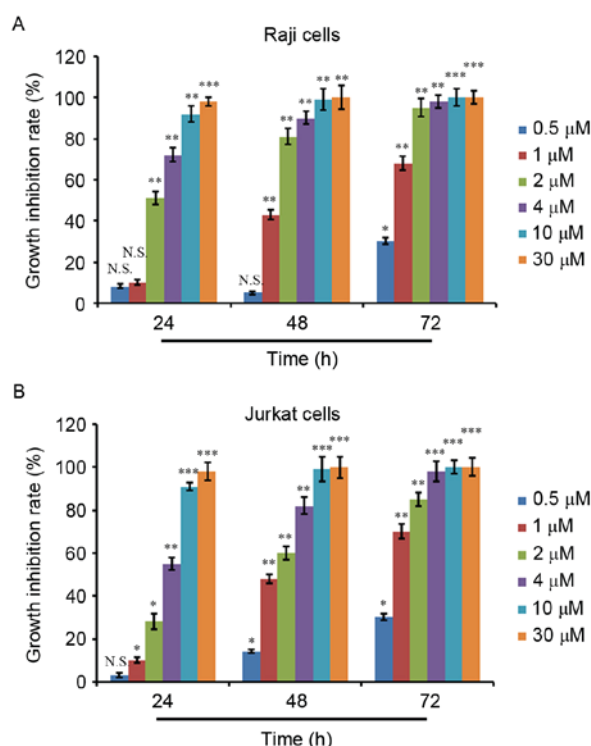 A
Raji cells
Growth inhibition rate (%)
120
100
80
60
40
20
0
N.S.
N.S.
**
**
**
***
N.S.
**
**
**
**
**
*
**
**
**
***
***
24
48
72
Time (h)
0.5 µM
1 µM
2 µM
4 µM
10 µM
30 µM
B
Jurkat cells
Growth inhibition rate (%)
120
100
80
60
40
20
0
N.S
*
*
**
***
***
*
**
**
**
***
***
*
**
**
***
***
***
24
48
72
Time (h)
0.5 µM
1 µM
2 µM
4 µM
10 µM
30 µM